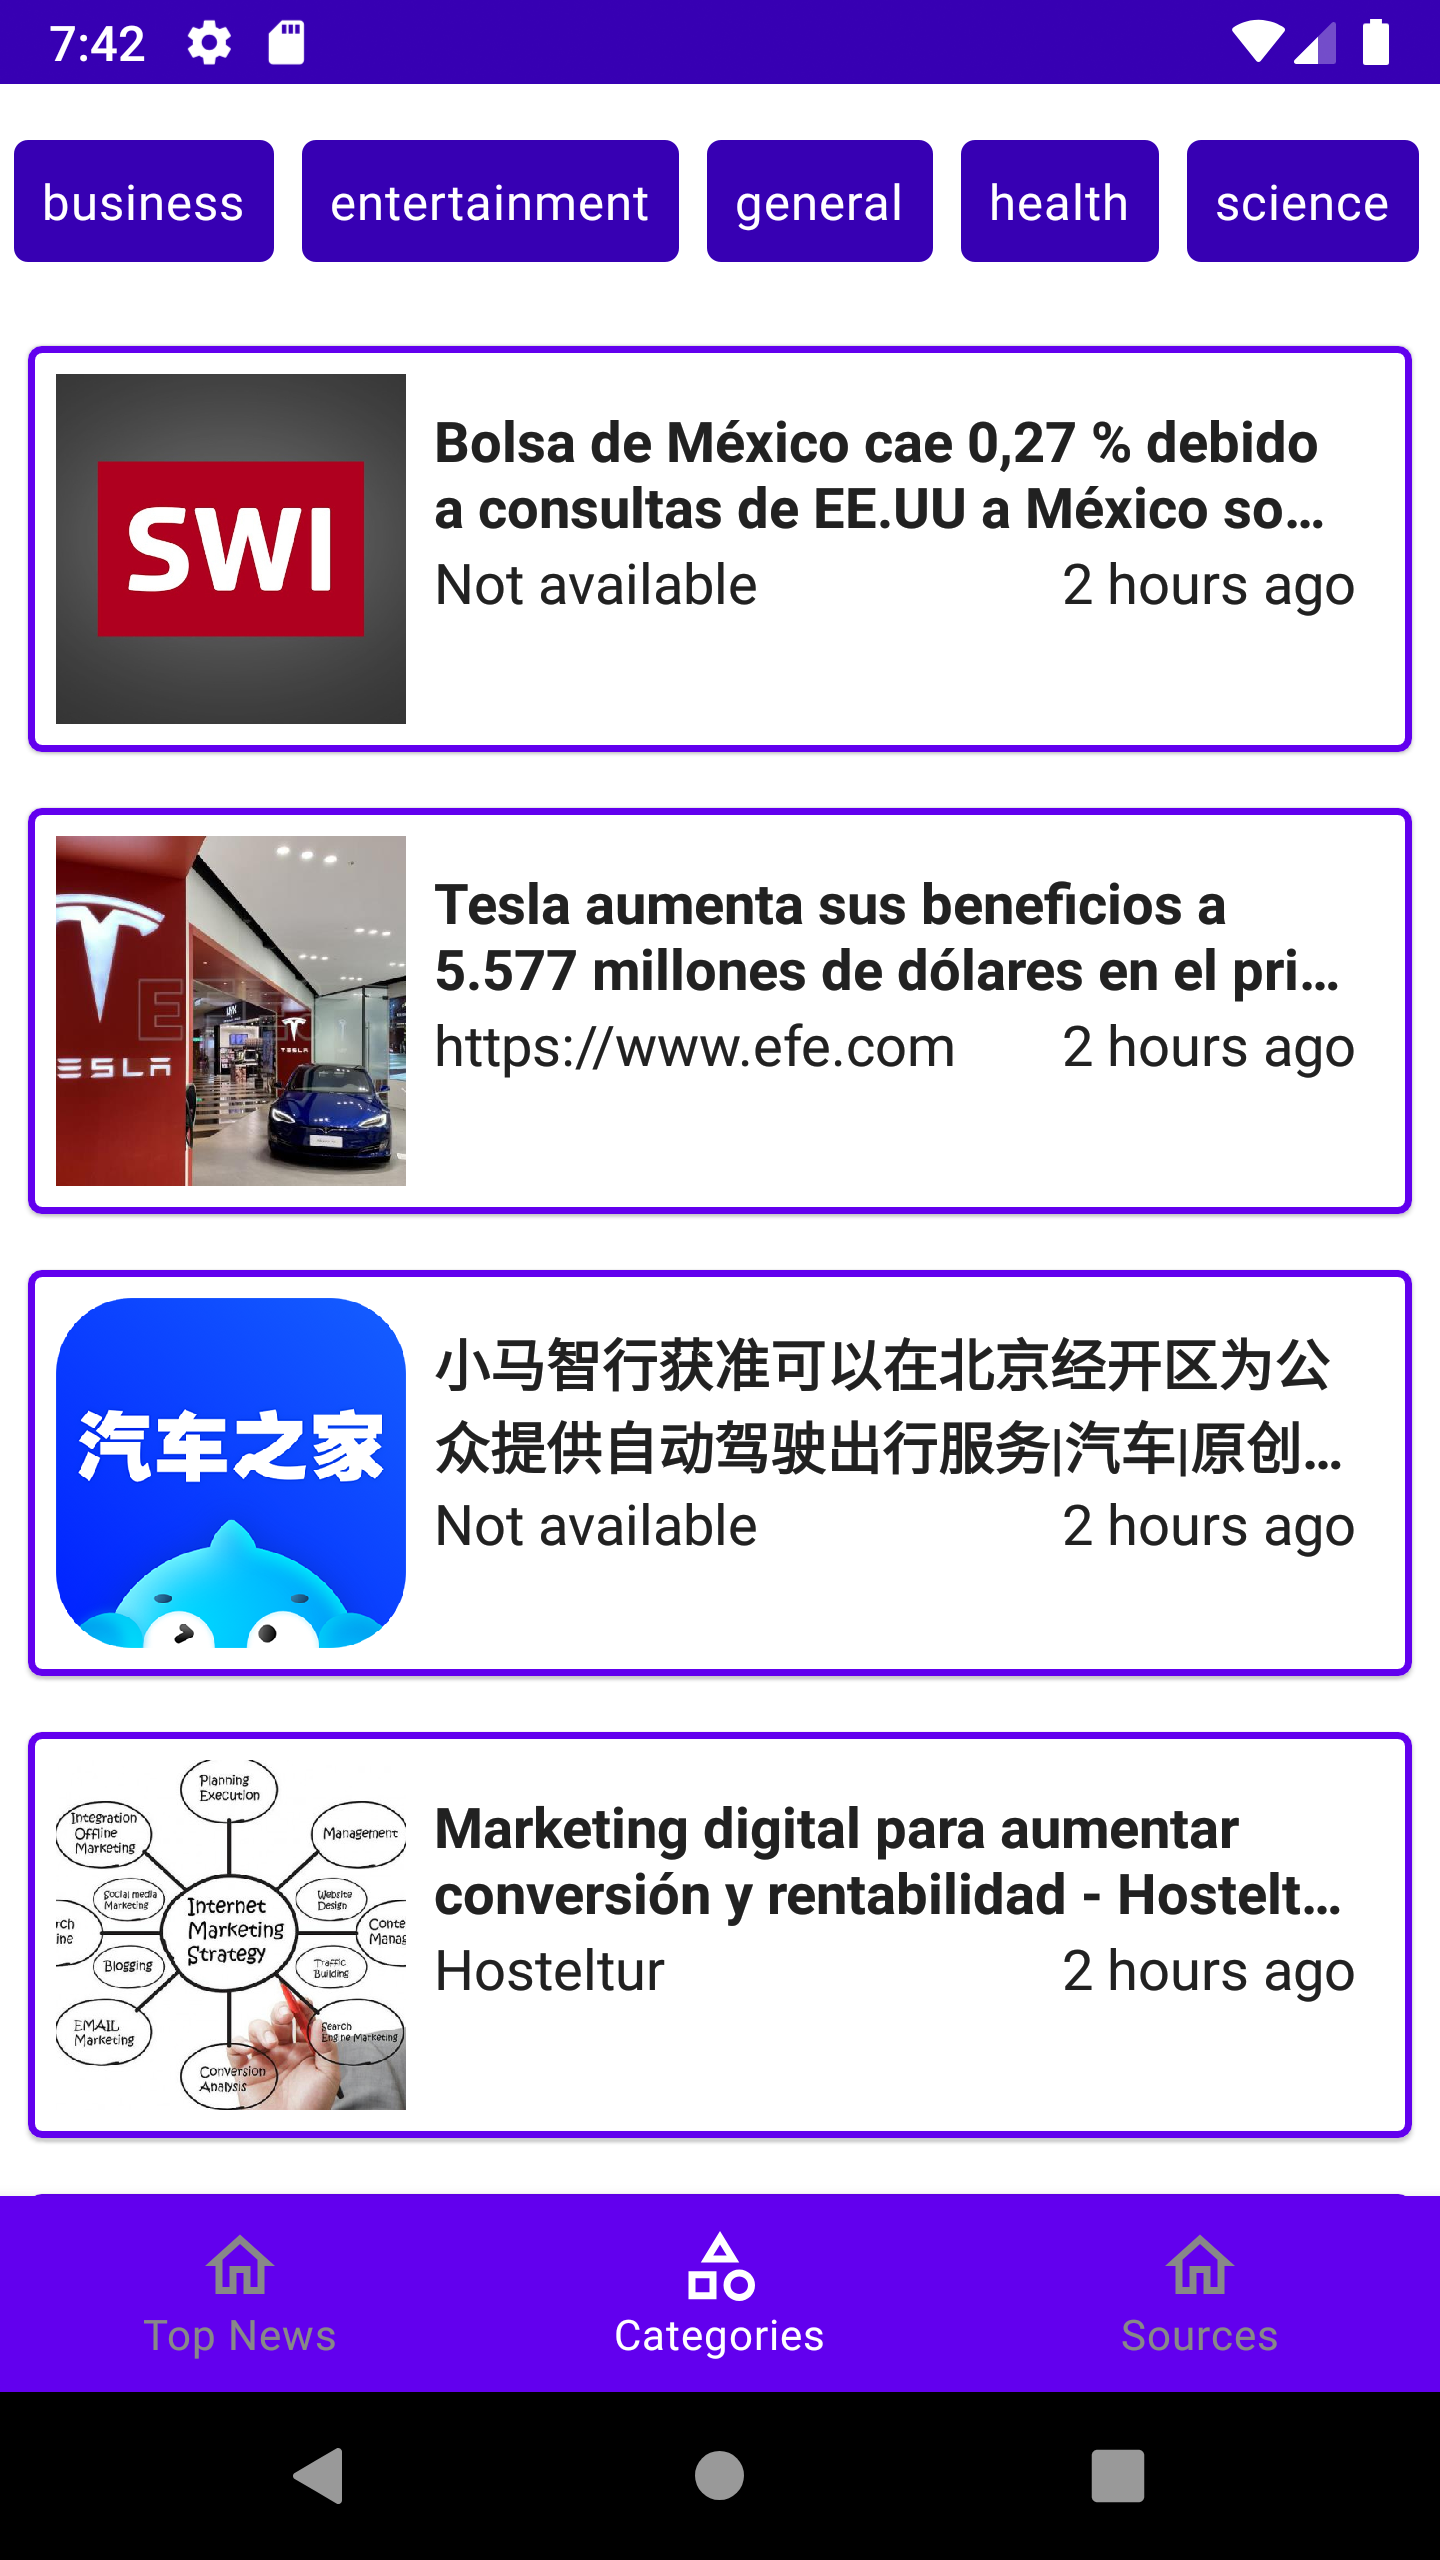 7:42
business entertainment general health science
SWI
Bolsa de México cae 0,27 % debido
a consultas de EE.UU a México so...
Not available 2 hours ago
TESLA
Tesla aumenta sus beneficios a
5.577 millones de dólares en el pri...
https://www.efe.com 2 hours ago
汽车之家
小马智行获准可以在北京经开区为公
众提供自动驾驶出行服务|汽车|原创...
Not available 2 hours ago
Planning
Execution
Integration
Offline
Marketing
Management
Social media
Marketing
Website
Design
Internet
Marketing
Strategy
rch
ine
Conte
Manag
Blogging
Traffic
Building
EMAIL
Marketing
Search
Engine Marketing
Conversion
Analysis
Marketing digital para aumentar
conversión y rentabilidad - Hostelt...
Hosteltur 2 hours ago
Top News Categories Sources